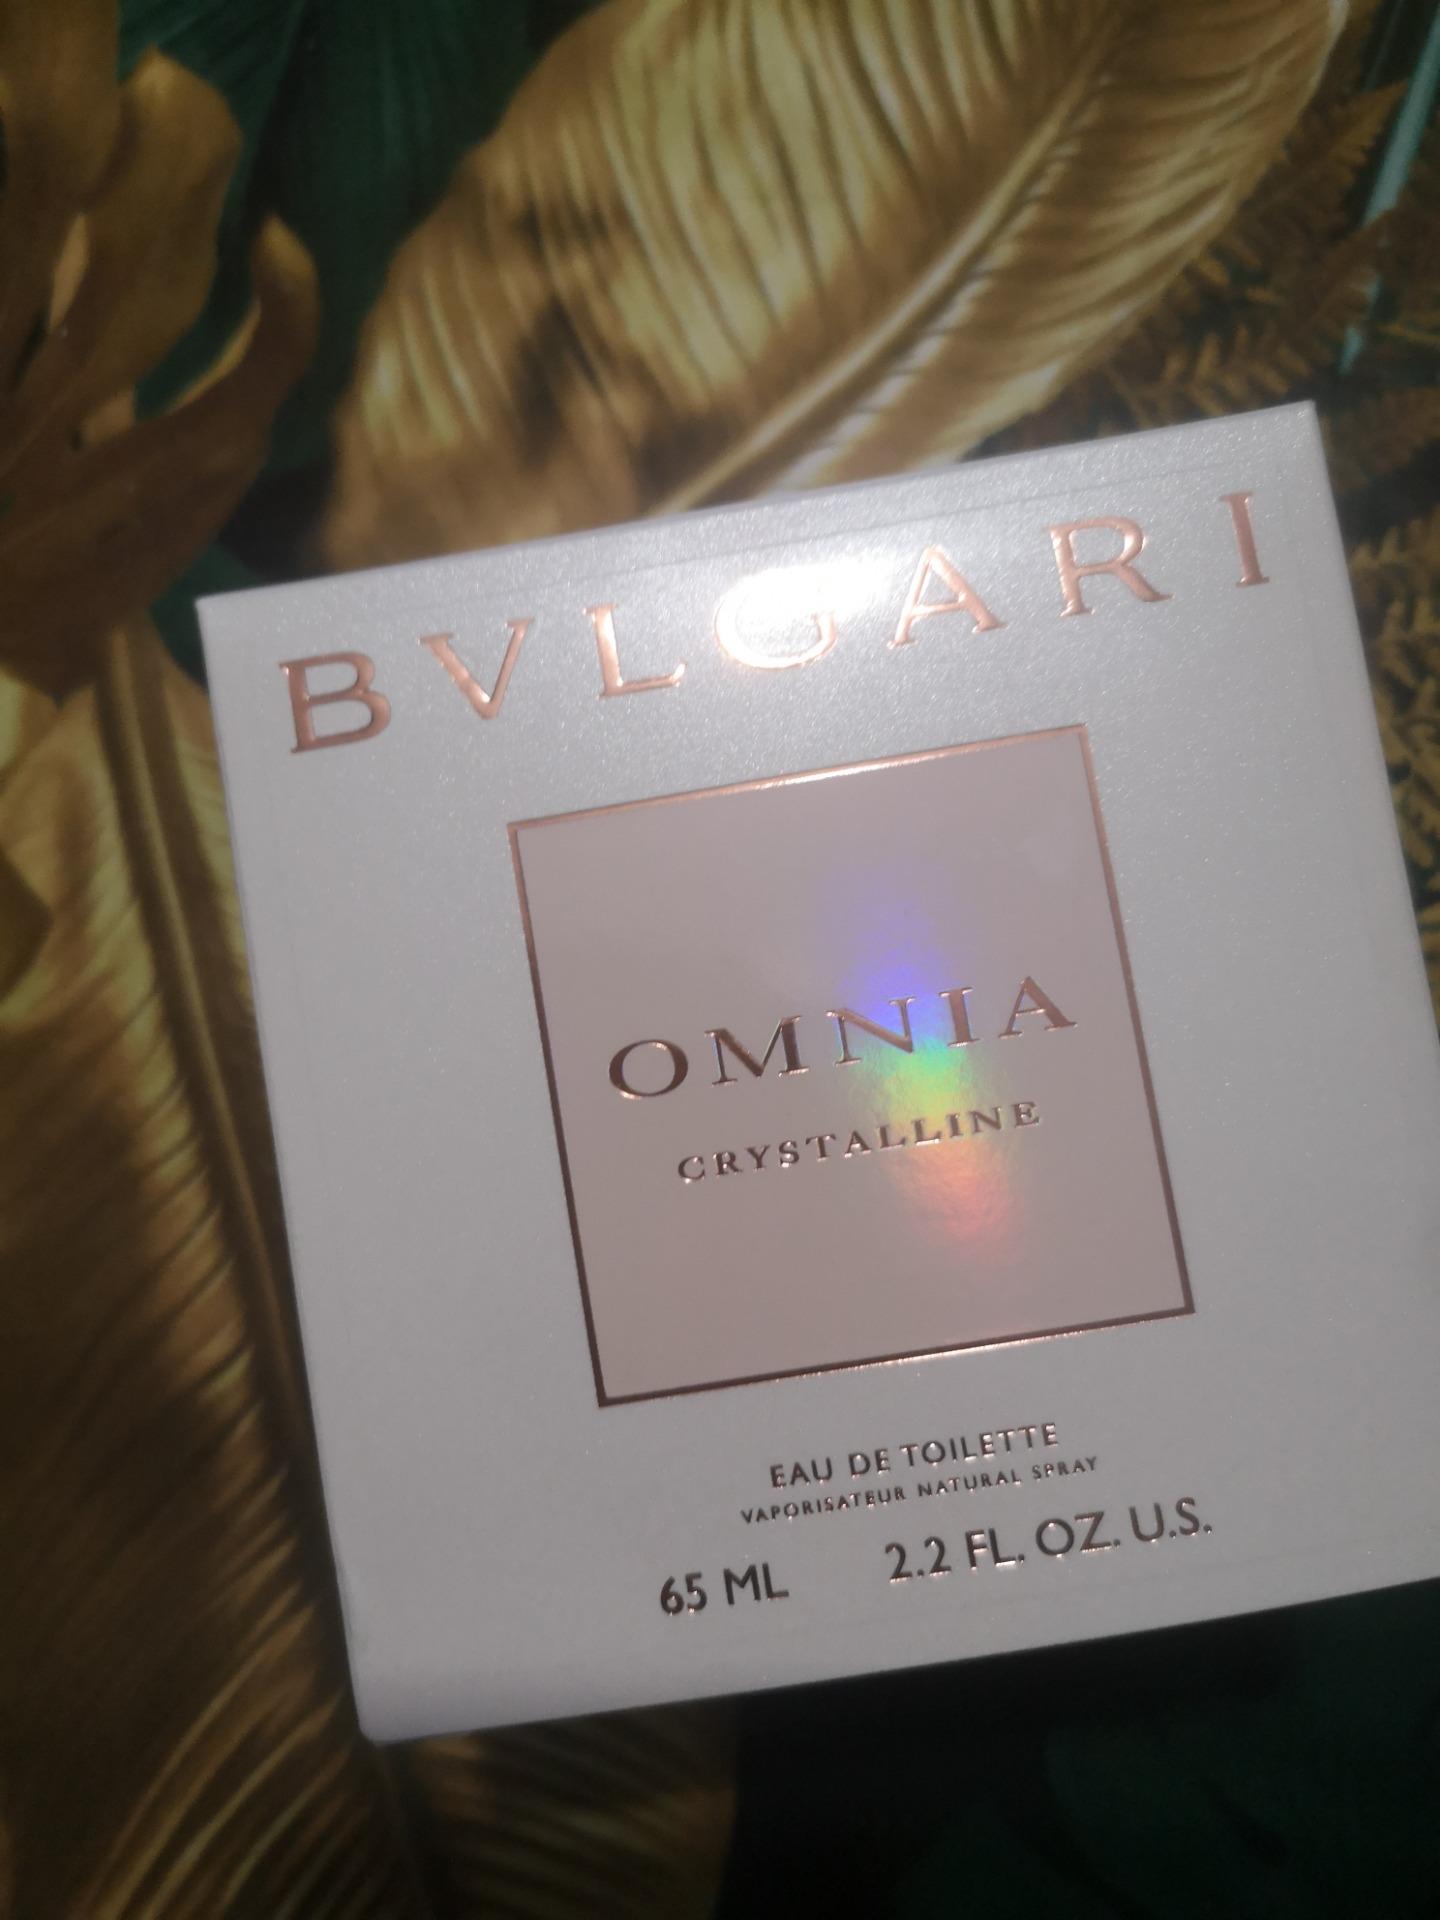 BVLGARI
OMNIA
CRYSTALLINE
EAU DE TOILETTE
VAPORISATEUR NATURAL SPRAY
65 ML 2.2 FL. OZ. U.S.